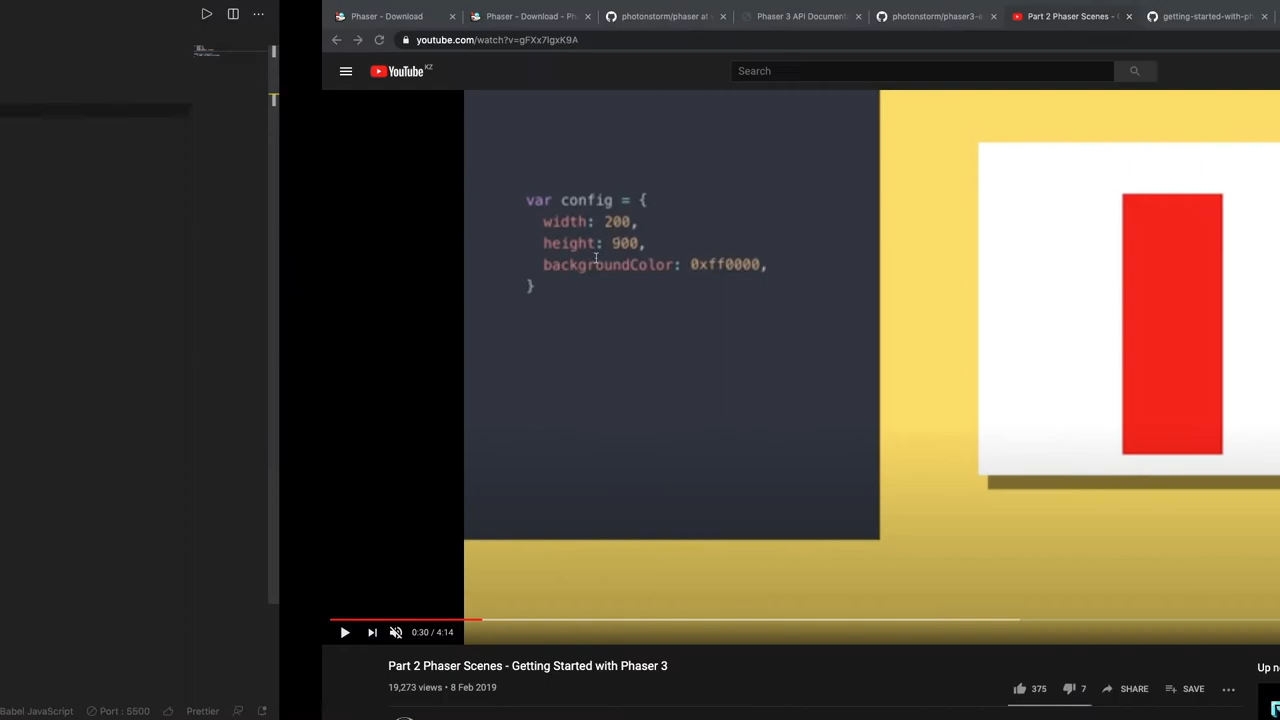 Phaser - Download
Phaser - Download - Ph
photonstorm/phaser at
Phaser 3 API Document
photonstorm/phaser3-e
Part 2 Phaser Scenes - G
getting-started-with-ph
youtube.com/watch?v=gFXx7lgxK9A
YouTube KZ
Search
var config = {
width: 200,
height: 900,
backgroundColor: 0xff0000,
}
0:30 / 4:14
Part 2 Phaser Scenes - Getting Started with Phaser 3
Up ne
19,273 views • 8 Feb 2019
375
7
SHARE
SAVE
Babel JavaScript
Port : 5500
Prettier